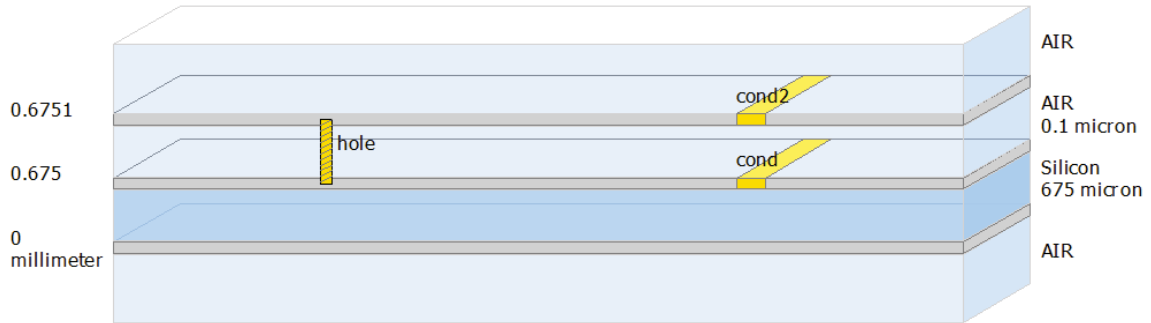 AIR
cond2
0.6751
AIR
0.1 micron
hole
cond
0.675
Silicon
675 micron
0
millimeter
AIR